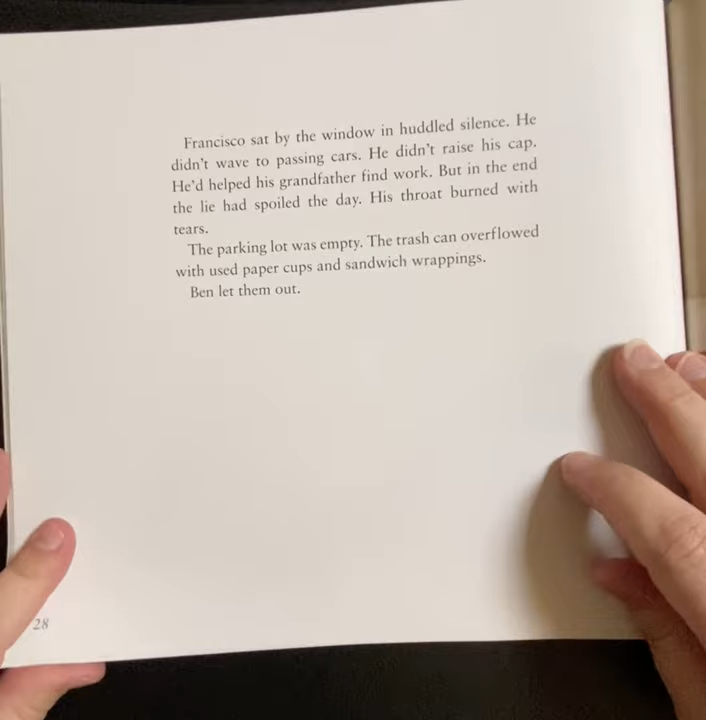 Francisco sat by the window in huddled silence. He
didn't wave to passing cars. He didn't raise his cap.
He'd helped his grandfather find work. But in the end
the lie had spoiled the day. His throat burned with
tears.
The parking lot was empty. The trash can overflowed
with used paper cups and sandwich wrappings.
Ben let them out.
28